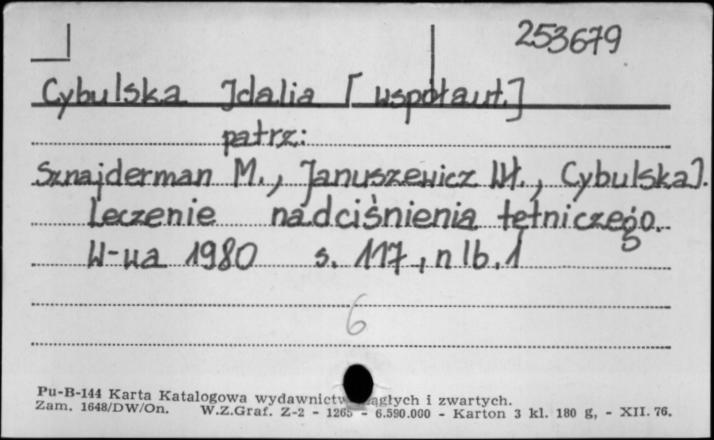 253679
Cybulska Idalia [współaut.]
patrz:
Sznajderman M., Januszewicz Wł., Cybulska I.
Leczenie nadciśnienia tętniczego.
W-wa 1980 s. 117, nlb. 1
6
Pu-B-144 Karta Katalogowa wydawnictw ciągłych i zwartych.
Zam. 1648/DW/On. W.Z.Graf. Z-2 - 1265 - 6.590.000 - Karton 3 kl. 180 g, - XII. 76.